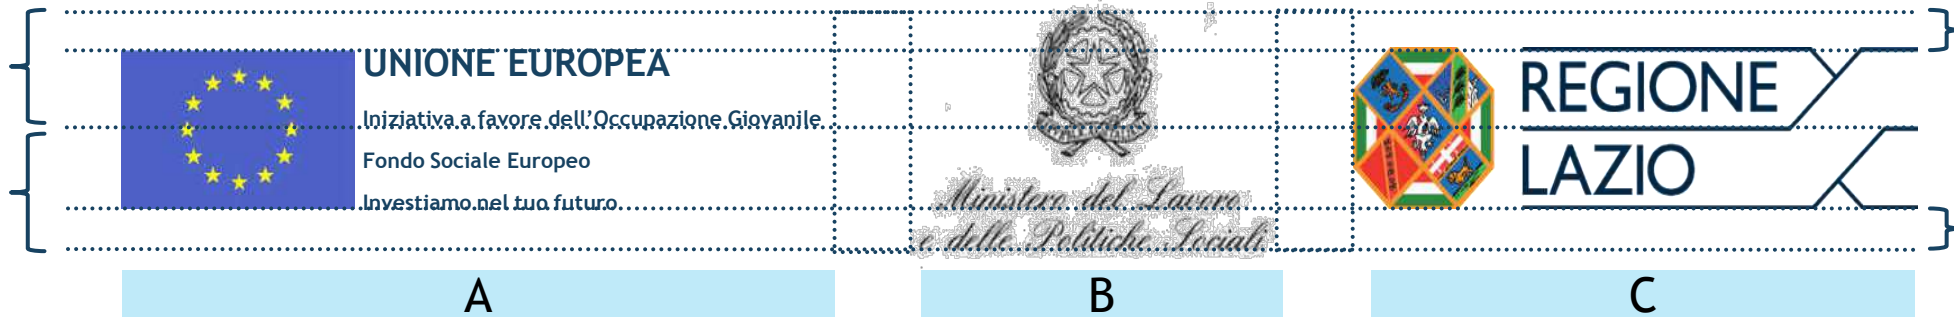 UNIONE EUROPEA
Iniziativa a favore dell'Occupazione Giovanile
Fondo Sociale Europeo
Investiamo nel tuo futuro
Ministero del Lavoro
e delle Politiche Sociali
REGIONE
LAZIO
A
B
C